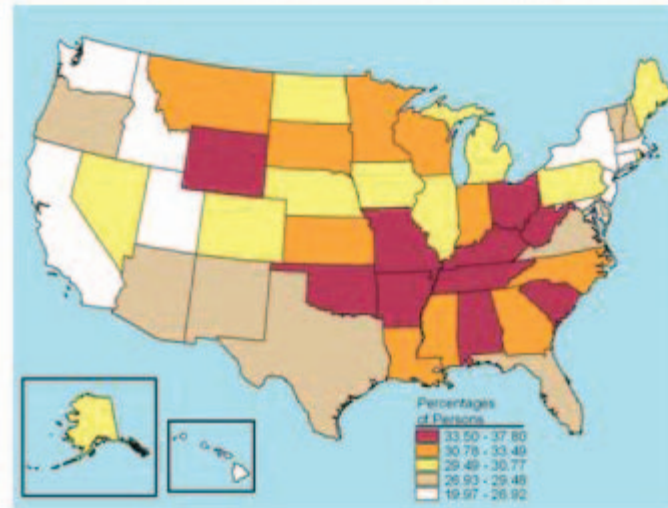 Percentages
of Persons
33.50 - 37.80
30.78 - 33.49
29.49 - 30.77
26.93 - 29.48
19.97 - 26.92